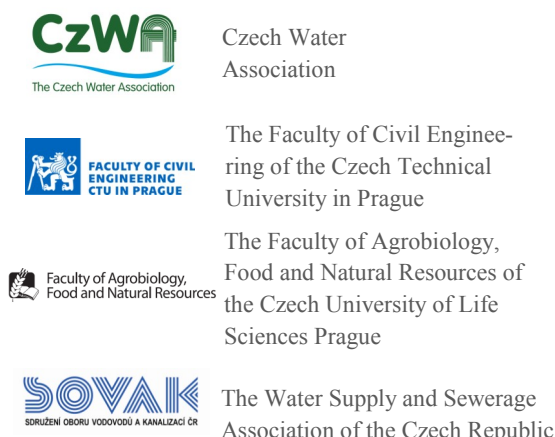 CzWA
The Czech Water Association
Czech Water
Association
FACULTY OF CIVIL
ENGINEERING
CTU IN PRAGUE
The Faculty of Civil Enginee-
ring of the Czech Technical
University in Prague
Faculty of Agrobiology,
Food and Natural Resources
The Faculty of Agrobiology,
Food and Natural Resources of
the Czech University of Life
Sciences Prague
SOVAK
SDRUŽENÍ OBORU VODOVODŮ A KANALIZACÍ ČR
The Water Supply and Sewerage
Association of the Czech Republic